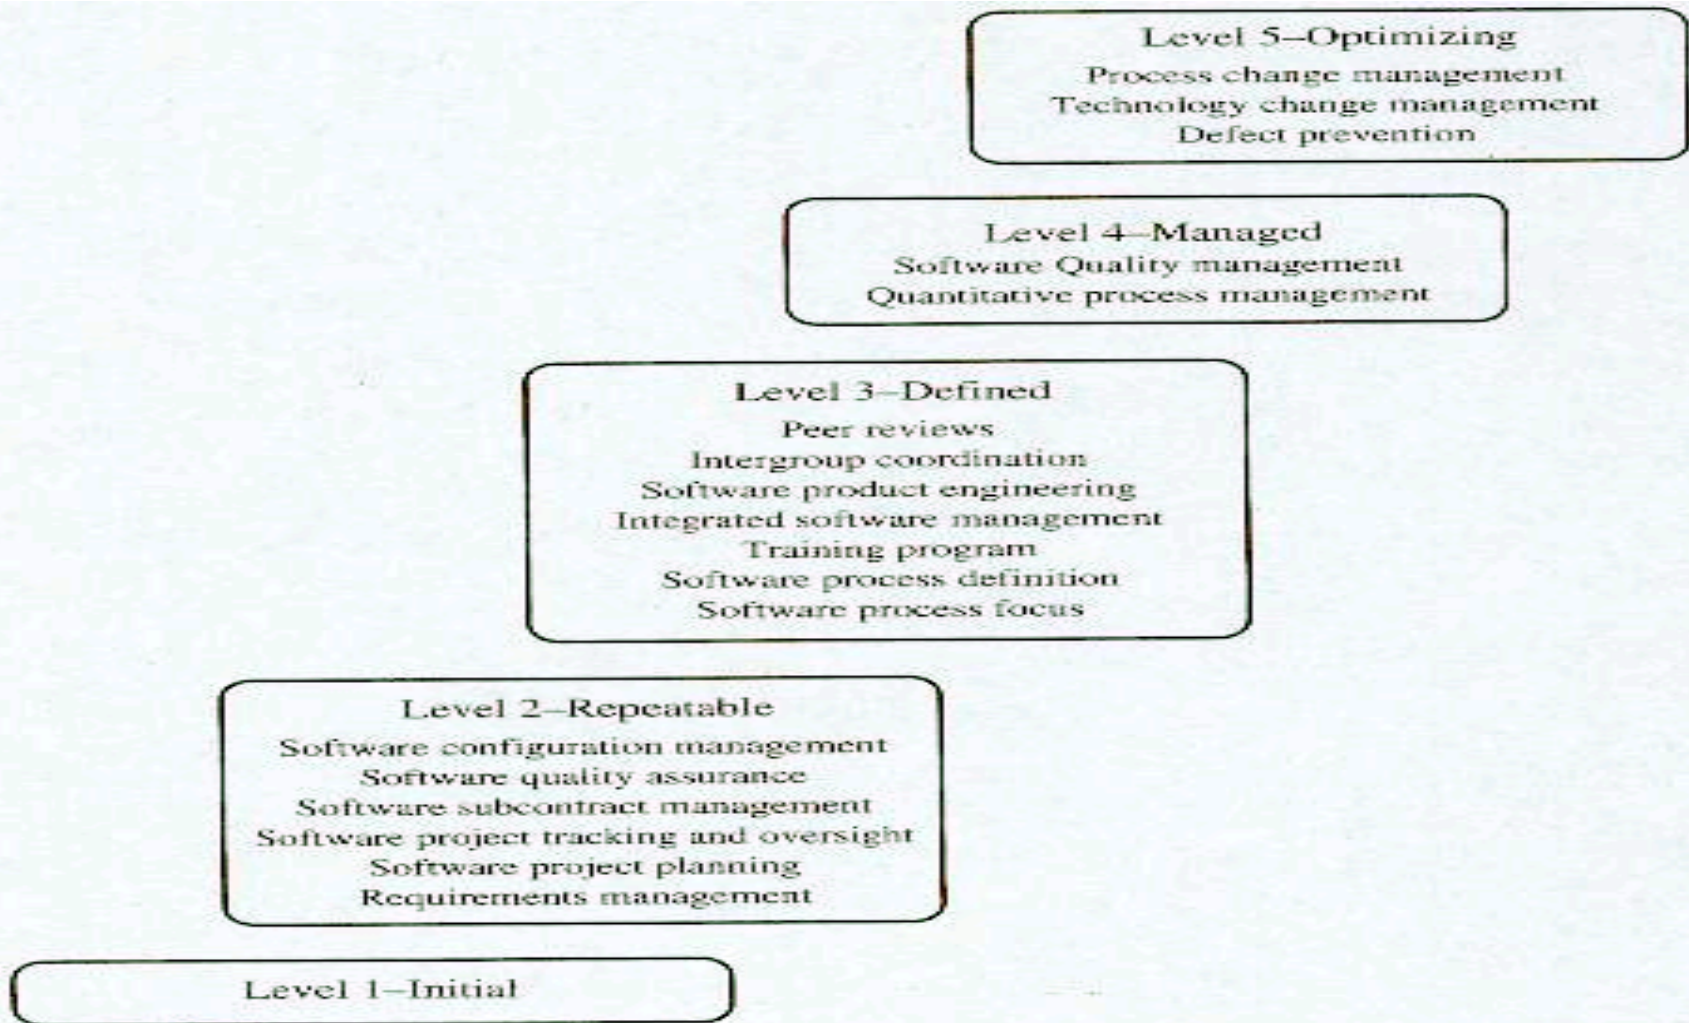 Level 5–Optimizing
Process change management
Technology change management
Defect prevention
Level 4–Managed
Software Quality management
Quantitative process management
Level 3–Defined
Peer reviews
Intergroup coordination
Software product engineering
Integrated software management
Training program
Software process definition
Software process focus
Level 2–Repeatable
Software configuration management
Software quality assurance
Software subcontract management
Software project tracking and oversight
Software project planning
Requirements management
Level 1–Initial